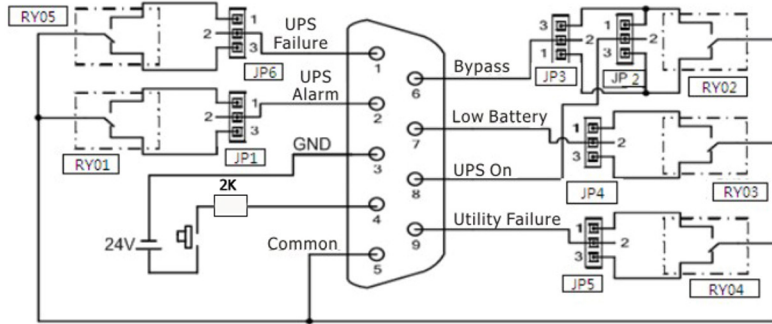 RY05
1
2
3
JP6
UPS
Failure
UPS
Alarm
1
2
3
JP1
RY01
GND
2K
24V
Common
1
2
3
4
5
6
7
8
9
Bypass
Low Battery
UPS On
Utility Failure
3
2
1
JP3
JP 2
1
2
3
RY02
1
2
3
JP4
RY03
1
2
3
JP5
RY04